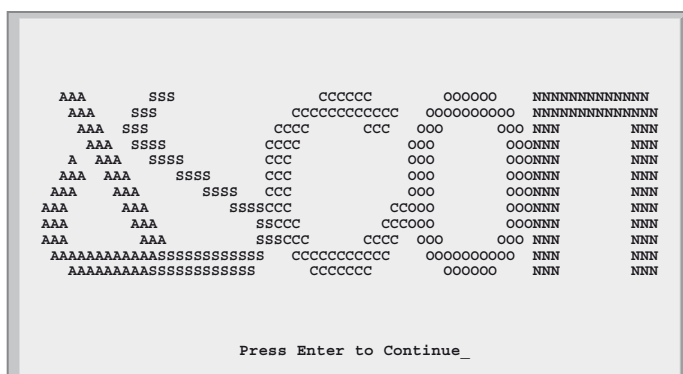 AAA       SSS                CCCCCC        OOOOOO    NNNNNNNNNNNNN
AAA    SSS               CCCCCCCCCCCC   OOOOOOOOOO  NNNNNNNNNNNNNN
AAA  SSS              CCCC      CCC   OOO      OOO NNN        NNN
AAA  SSSS           CCCC            OOO        OOONNN        NNN
A  AAA   SSSS         CCC             OOO        OOONNN        NNN
AAA  AAA     SSSS      CCC             OOO        OOONNN        NNN
AAA     AAA       SSSS   CCC             OOO        OOONNN        NNN
AAA      AAA         SSSSCCC           CCOOO        OOONNN        NNN
AAA       AAA           SSCCC         CCCOOO        OOONNN        NNN
AAA        AAA          SSSCCC      CCCC  OOO      OOO NNN        NNN
AAAAAAAAAAAASSSSSSSSSSSS   CCCCCCCCCCC    OOOOOOOOOO  NNN        NNN
AAAAAAAAASSSSSSSSSSSS      CCCCCCC        OOOOOO    NNN        NNN
Press Enter to Continue_